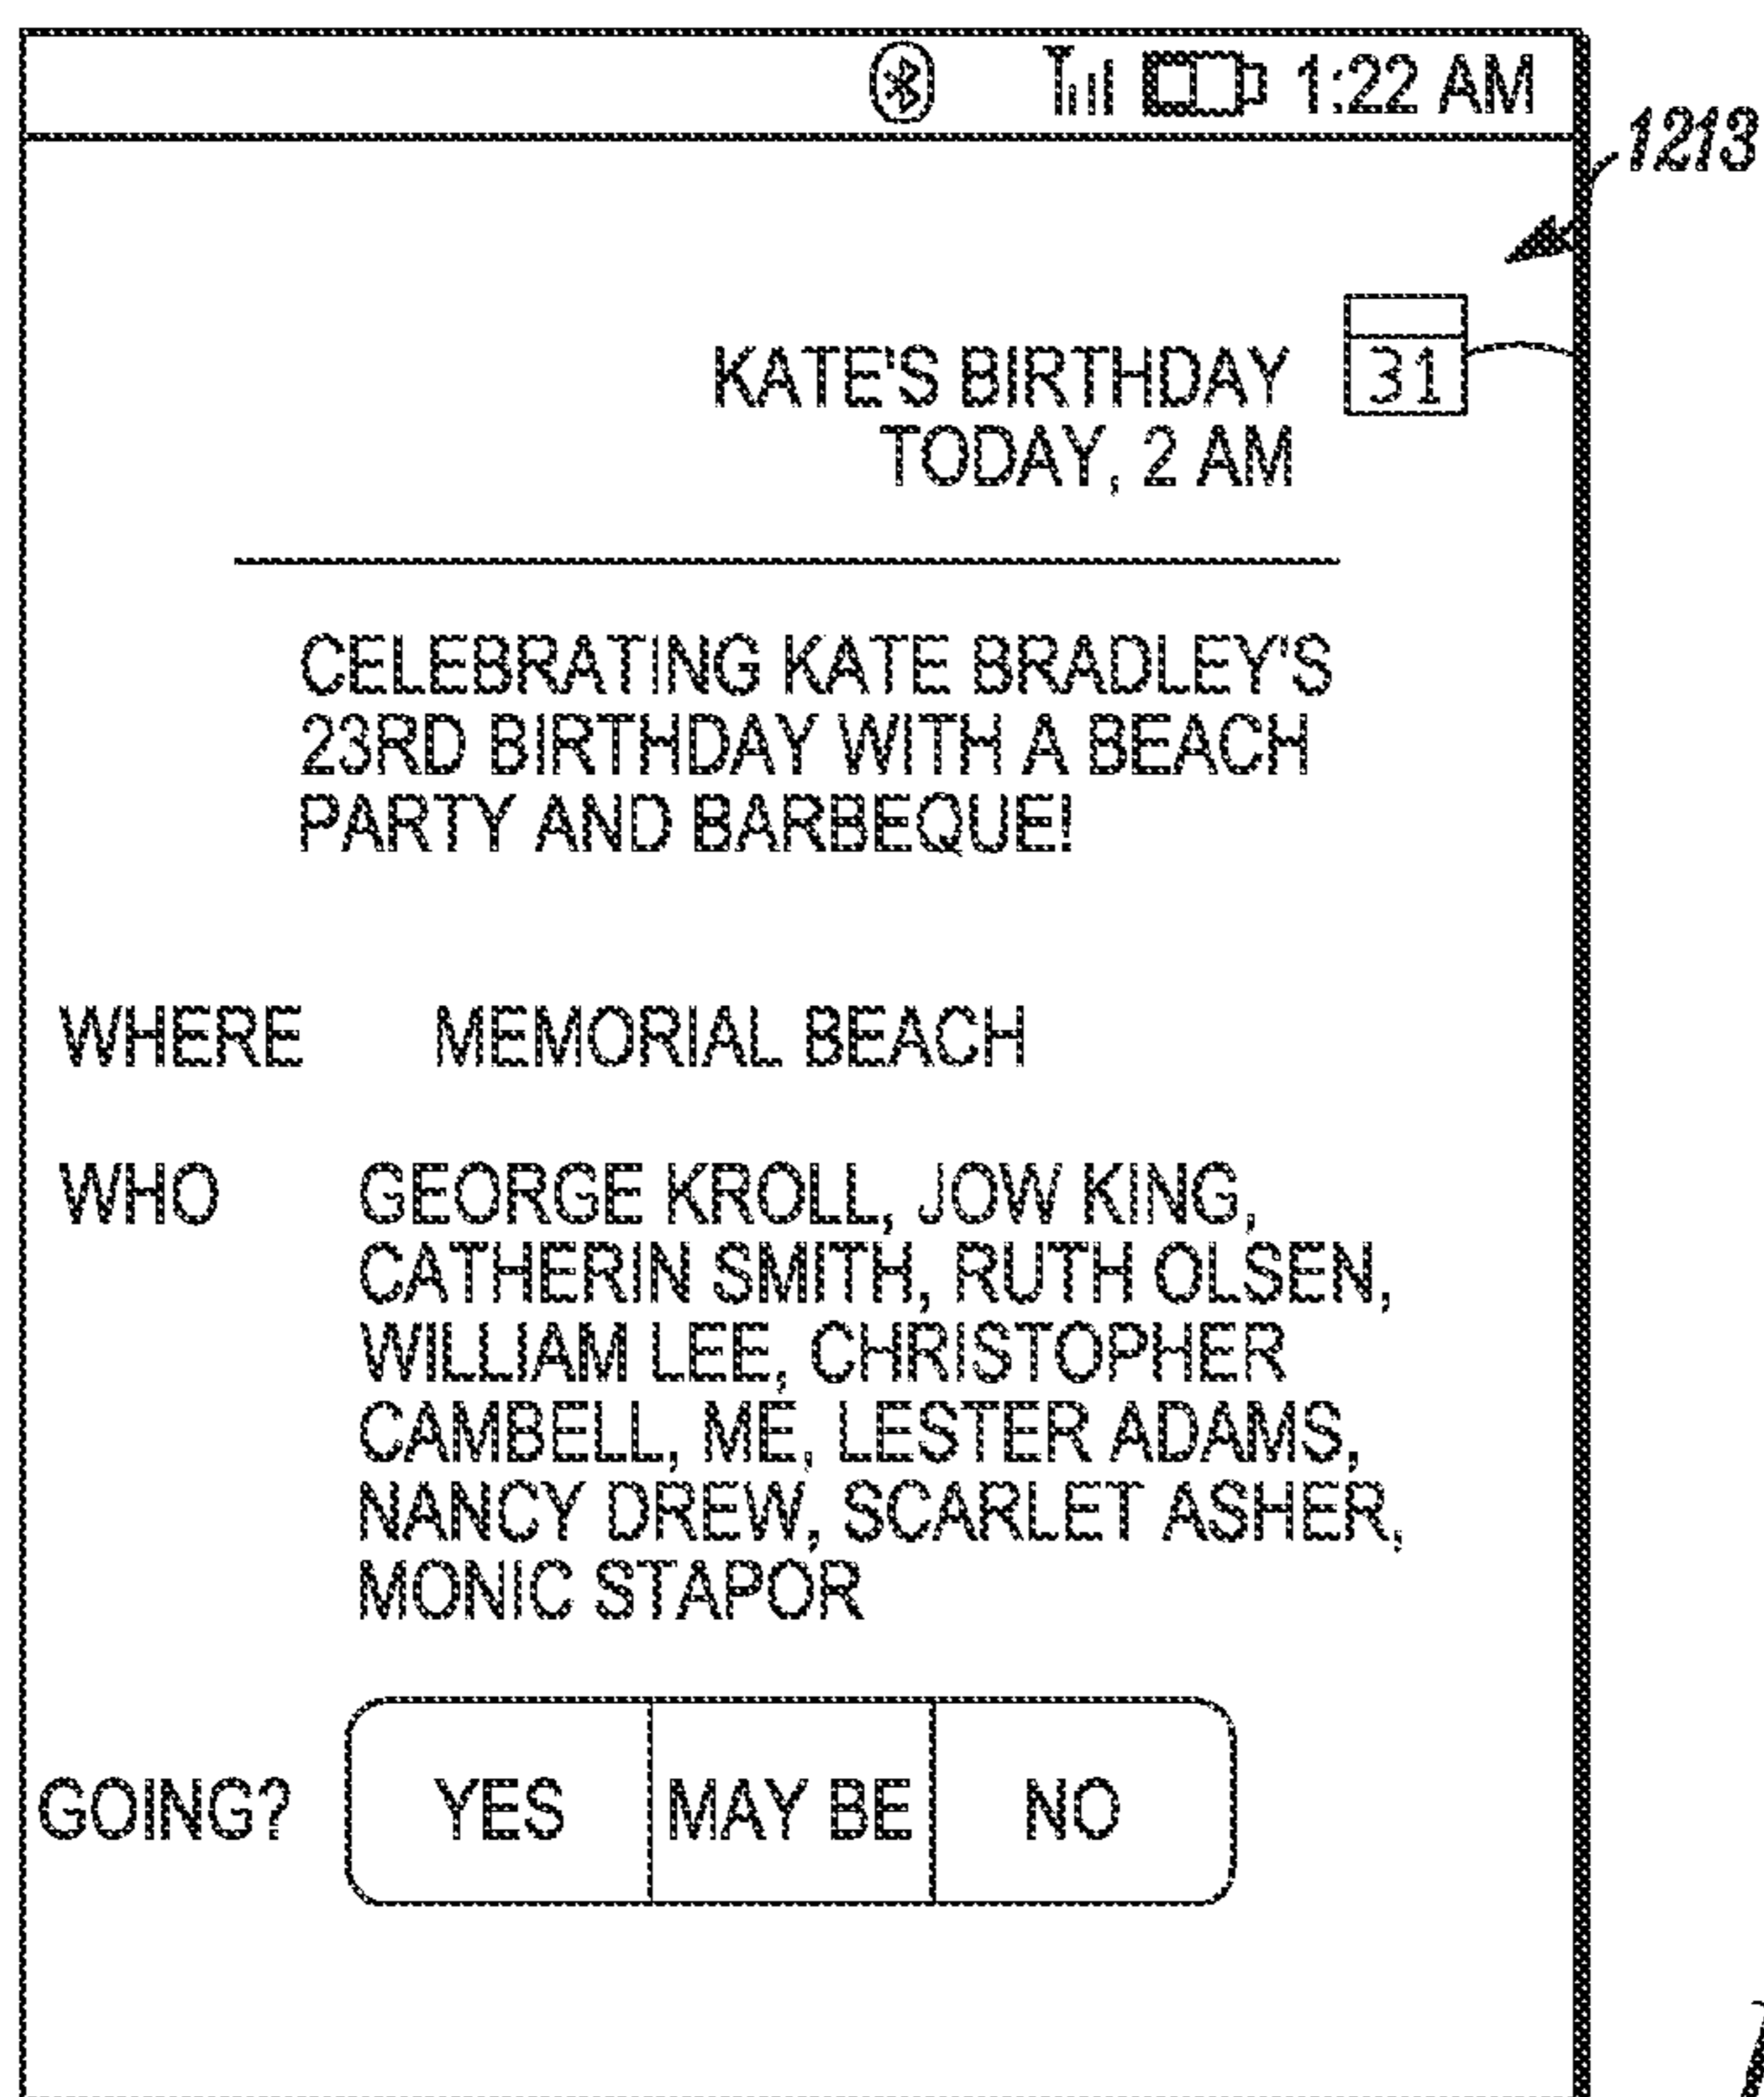 1:22 AM
1213
KATE'S BIRTHDAY
31
TODAY, 2 AM
CELEBRATING KATE BRADLEY'S
23RD BIRTHDAY WITH A BEACH
PARTY AND BARBEQUE!
WHERE MEMORIAL BEACH
WHO GEORGE KROLL, JOW KING,
CATHERIN SMITH, RUTH OLSEN,
WILLIAM LEE, CHRISTOPHER
CAMBELL, ME, LESTER ADAMS,
NANCY DREW, SCARLET ASHER,
MONIC STAPOR
GOING? YES MAY BE NO